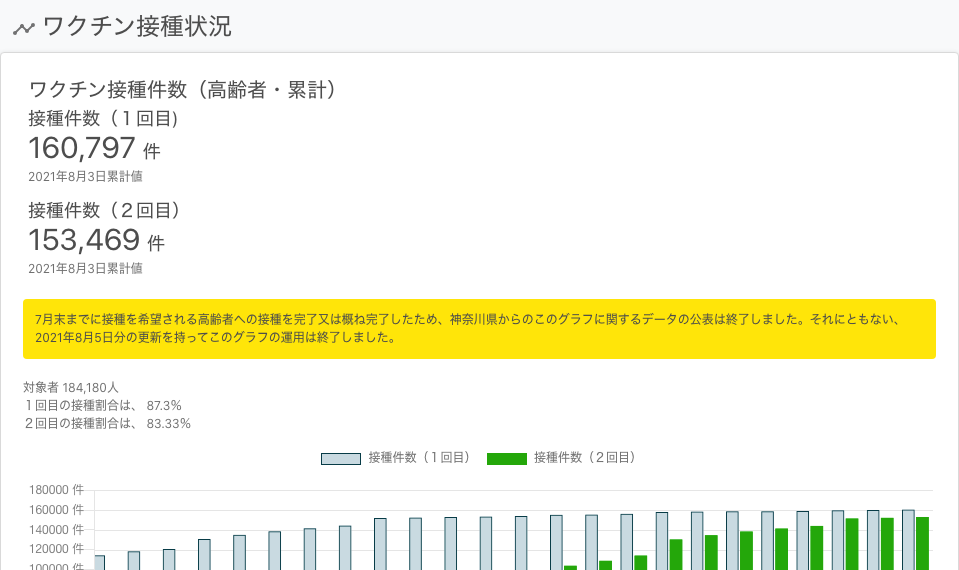 ワクチン接種状況
ワクチン接種件数（高齢者・累計）
接種件数（１回目)
160,797 件
2021年8月3日累計値
接種件数（２回目）
153,469 件
2021年8月3日累計値
7月末までに接種を希望される高齢者への接種を完了又は概ね完了したため、神奈川県からのこのグラフに関するデータの公表は終了しました。それにともない、
2021年8月5日分の更新を持ってこのグラフの運用は終了しました。
対象者 184,180人
１回目の接種割合は、 87.3%
２回目の接種割合は、 83.33%
接種件数（１回目） 接種件数（２回目）
180000 件
160000 件
140000 件
120000 件
100000 件